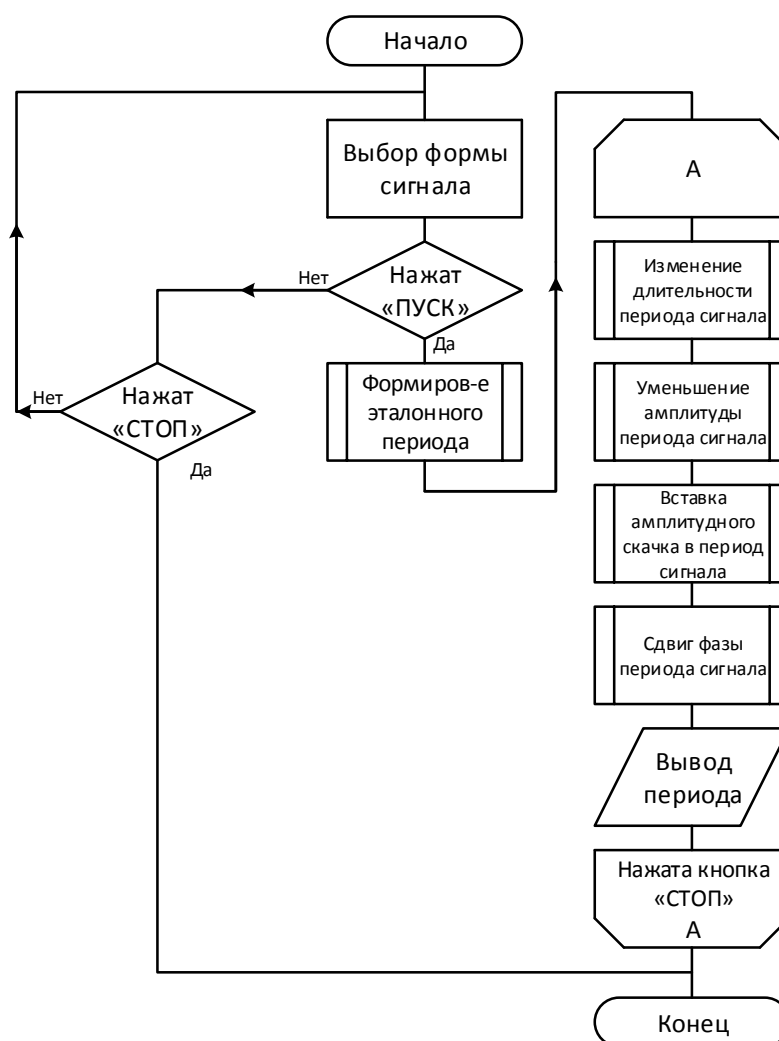 Начало
Выбор формы
сигнала
Нажат
«ПУСК»
Нет
Да
Нажат
«СТОП»
Нет
Да
Формиров-е
эталонного
периода
А
Изменение
длительности
периода сигнала
Уменьшение
амплитуды
периода сигнала
Вставка
амплитудного
скачка в период
сигнала
Сдвиг фазы
периода сигнала
Вывод
периода
Нажата кнопка
«СТОП»
А
Конец